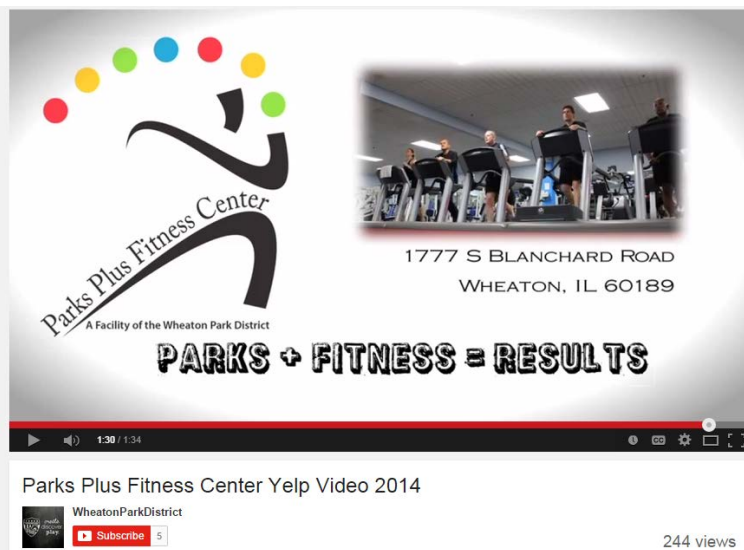 Parks Plus Fitness Center
A Facility of the Wheaton Park District
1777 S Blanchard Road
Wheaton, IL 60189
PARKS + FITNESS = RESULTS
1:30 / 1:34
CC
Parks Plus Fitness Center Yelp Video 2014
WheatonParkDistrict
Subscribe 5
244 views